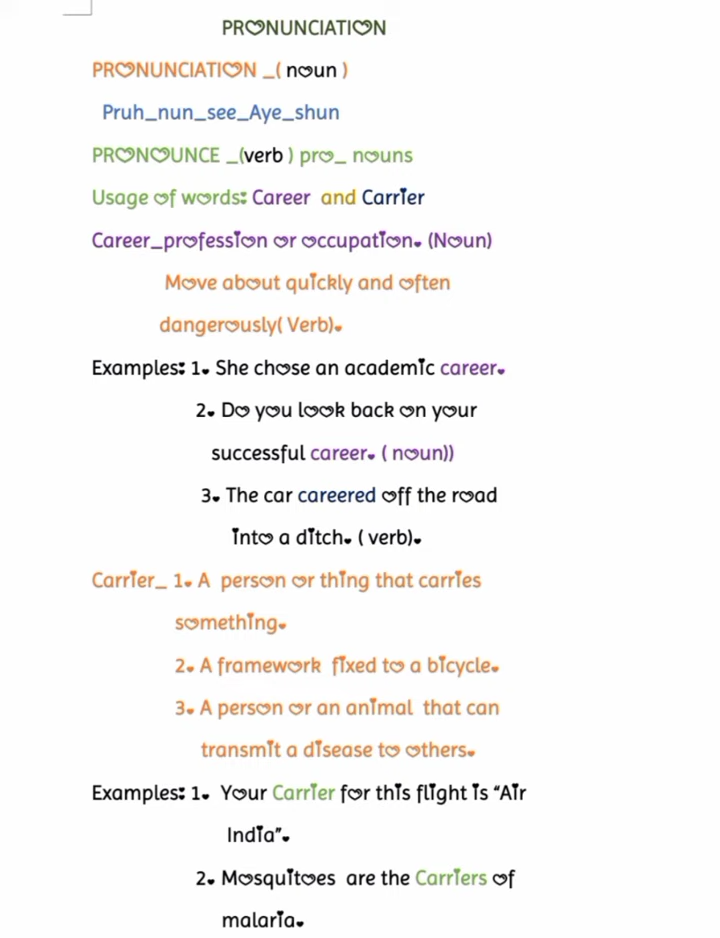 PRONUNCIATION
PRONUNCIATION _( noun )
Pruh_nun_see_Aye_shun
PRONOUNCE _(verb ) pro_ nouns
Usage of words: Career and Carrier
Career_profession or occupation. (Noun)
Move about quickly and often
dangerously( Verb).
Examples: 1. She chose an academic career.
2. Do you look back on your
successful career. ( noun))
3. The car careered off the road
into a ditch. ( verb).
Carrier_ 1. A person or thing that carries
something.
2. A framework fixed to a bicycle.
3. A person or an animal that can
transmit a disease to others.
Examples: 1. Your Carrier for this flight is “Air
India”.
2. Mosquitoes are the Carriers of
malaria.